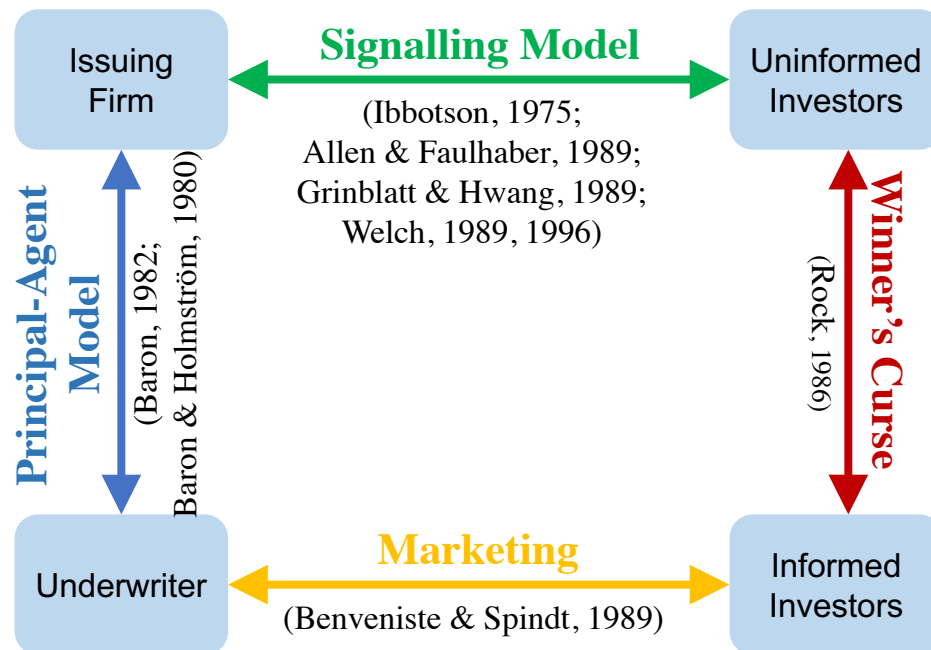 Issuing
Firm
Signalling Model
(Ibbotson, 1975;
Allen & Faulhaber, 1989;
Grinblatt & Hwang, 1989;
Welch, 1989, 1996)
Uninformed
Investors
Principal-Agent
Model
(Baron, 1982;
Baron & Holmström, 1980)
Winner’s Curse
(Rock, 1986)
Underwriter
Marketing
(Benveniste & Spindt, 1989)
Informed
Investors